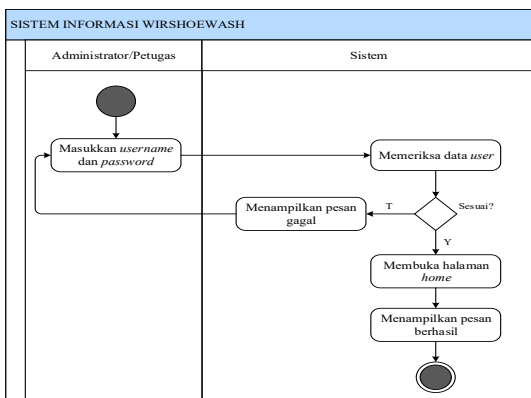 SISTEM INFORMASI WIRSHOEWASH
Administrator/Petugas
Sistem
Masukkan username
dan password
Memeriksa data user
Sesuai?
T
Menampilkan pesan
gagal
Y
Membuka halaman
home
Menampilkan pesan
berhasil